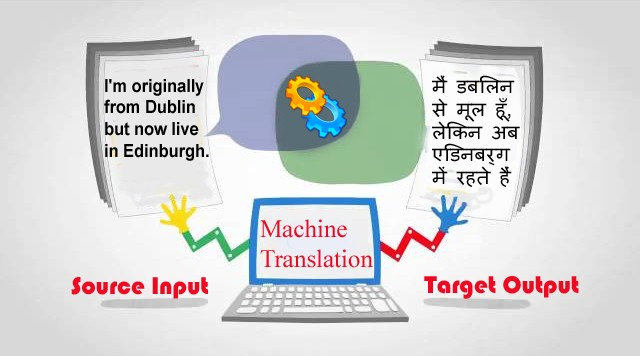 I'm originally
from Dublin
but now live
in Edinburgh.
मैं डबलिन
से मूल हूँ,
लेकिन अब
एडिनबर्ग
में रहते हैं
Machine
Translation
Source Input
Target Output